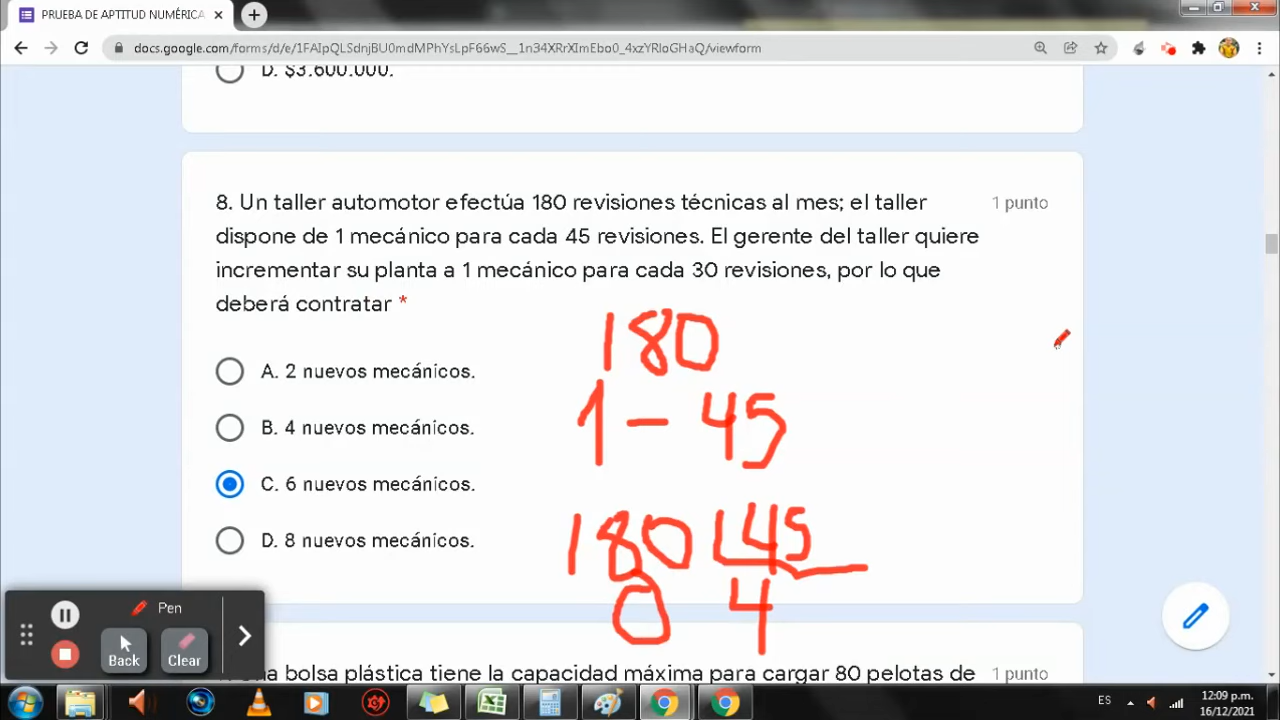 PRUEBA DE APTITUD NUMÉRICA
docs.google.com/forms/d/e/1FAIpQLSdnjBU0mdMPhYsLpF66wS__1n34XRrXImEbo0_4xzYRloGHaQ/viewform
D. $3.600.000.
8. Un taller automotor efectúa 180 revisiones técnicas al mes; el taller
1 punto
dispone de 1 mecánico para cada 45 revisiones. El gerente del taller quiere
incrementar su planta a 1 mecánico para cada 30 revisiones, por lo que
deberá contratar *
180
A. 2 nuevos mecánicos.
1 - 45
B. 4 nuevos mecánicos.
C. 6 nuevos mecánicos.
180 45
D. 8 nuevos mecánicos.
0 4
Pen
Back
Clear
bolsa plástica tiene la capacidad máxima para cargar 80 pelotas de
1 punto
ES
12:09 p.m.
16/12/2021